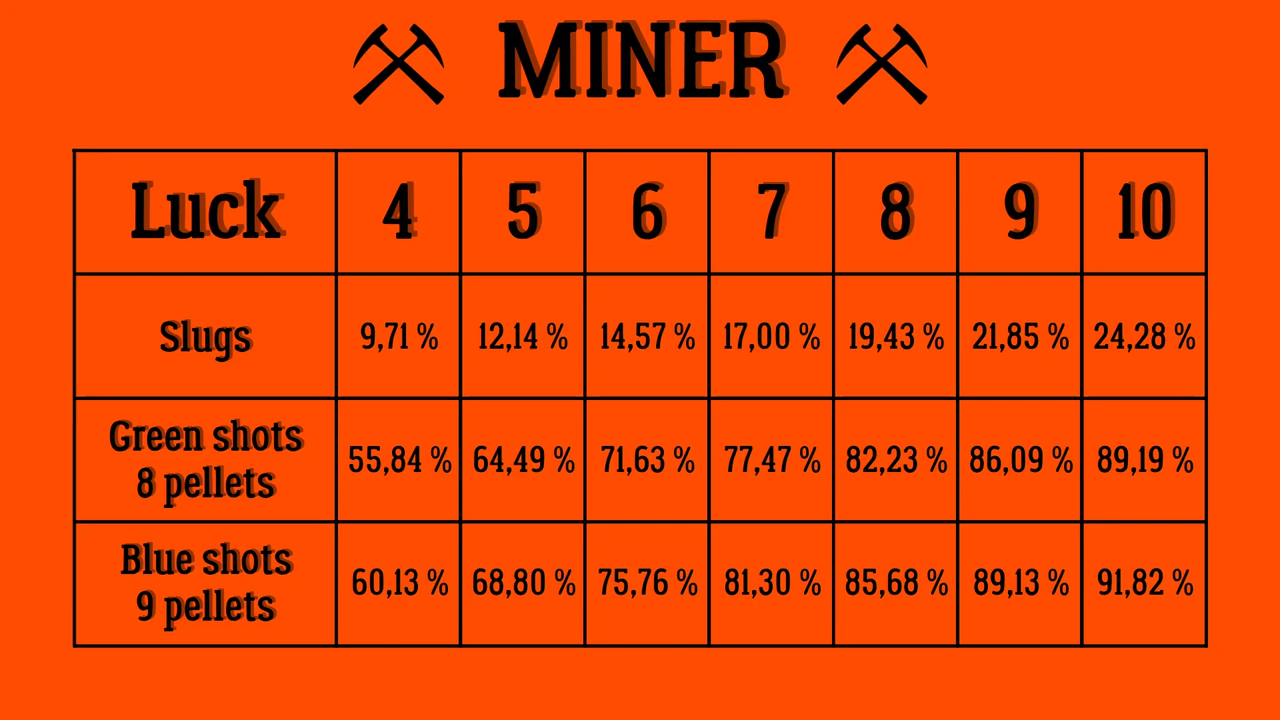 MINER
Luck 4 5 6 7 8 9 10
Slugs 9,71 % 12,14 % 14,57 % 17,00 % 19,43 % 21,85 % 24,28 %
Green shots
8 pellets 55,84 % 64,49 % 71,63 % 77,47 % 82,23 % 86,09 % 89,19 %
Blue shots
9 pellets 60,13 % 68,80 % 75,76 % 81,30 % 85,68 % 89,13 % 91,82 %